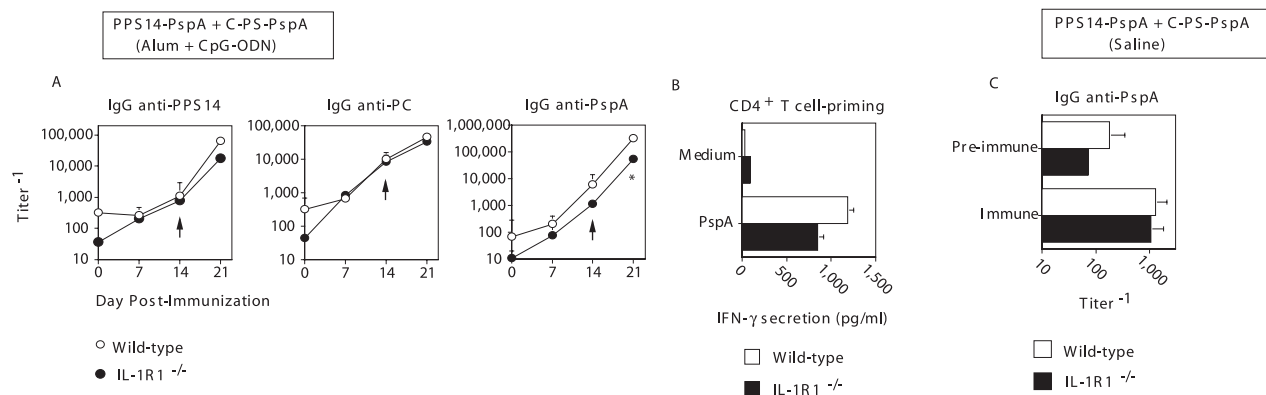 PPS14-PspA + C-PS-PspA
(Alum + CpG-ODN)
PPS14-PspA + C-PS-PspA
(Saline)
A
IgG anti-PPS14
IgG anti-PC
IgG anti-PspA
Titer -1
100,000
10,000
1,000
100
10
0 7 14 21
100,000
10,000
1,000
100
10
0 7 14 21
1,000,000
100,000
10,000
1,000
100
10
0 7 14 21
*
Day Post-Immunization
Wild-type
IL-1R1 -/-
B
CD4+ T cell-priming
Medium
PspA
0 500 1,000 1,500
IFN-γ secretion (pg/ml)
Wild-type
IL-1R1 -/-
C
IgG anti-PspA
Pre-immune
Immune
10 100 1,000
Titer -1
Wild-type
IL-1R1 -/-